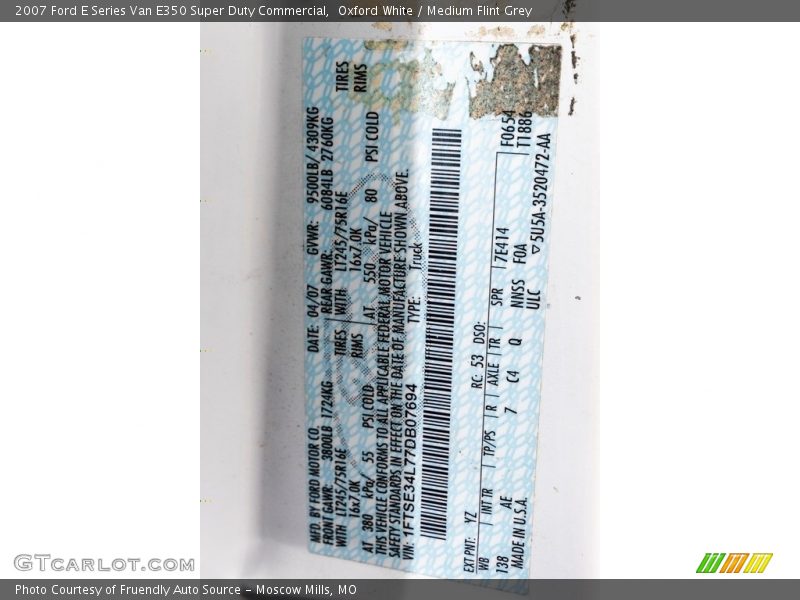 2007 Ford E Series Van E350 Super Duty Commercial,  Oxford White / Medium Flint Grey
MFD. BY FORD MOTOR CO. DATE: 04/07 GVWR: 9500LB/ 4309KG
FRONT GAWR: 3800LB 1724KG REAR GAWR: 6084LB 2760KG
WITH LT245/75R16E TIRES WITH LT245/75R16E TIRES
16x7.0K RIMS 16x7.0K RIMS
AT 380 kPa/ 55 PSI COLD AT 550 kPa/ 80 PSI COLD
THIS VEHICLE CONFORMS TO ALL APPLICABLE FEDERAL MOTOR VEHICLE
SAFETY STANDARDS IN EFFECT ON THE DATE OF MANUFACTURE SHOWN ABOVE.
VIN: 1FTSE34L77DB07694 TYPE: Truck
F0654
T1886
EXT PNT: YZ RC: 53 DSO:
WB INT TR TP/PS R AXLE TR SPR 7E414
138 AE 7 C4 Q NNSS FOA
MADE IN U.S.A. ULC ▽5U5A-3520472-AA
GTcarlot.com
Photo Courtesy of Fruendly Auto Source – Moscow Mills, MO